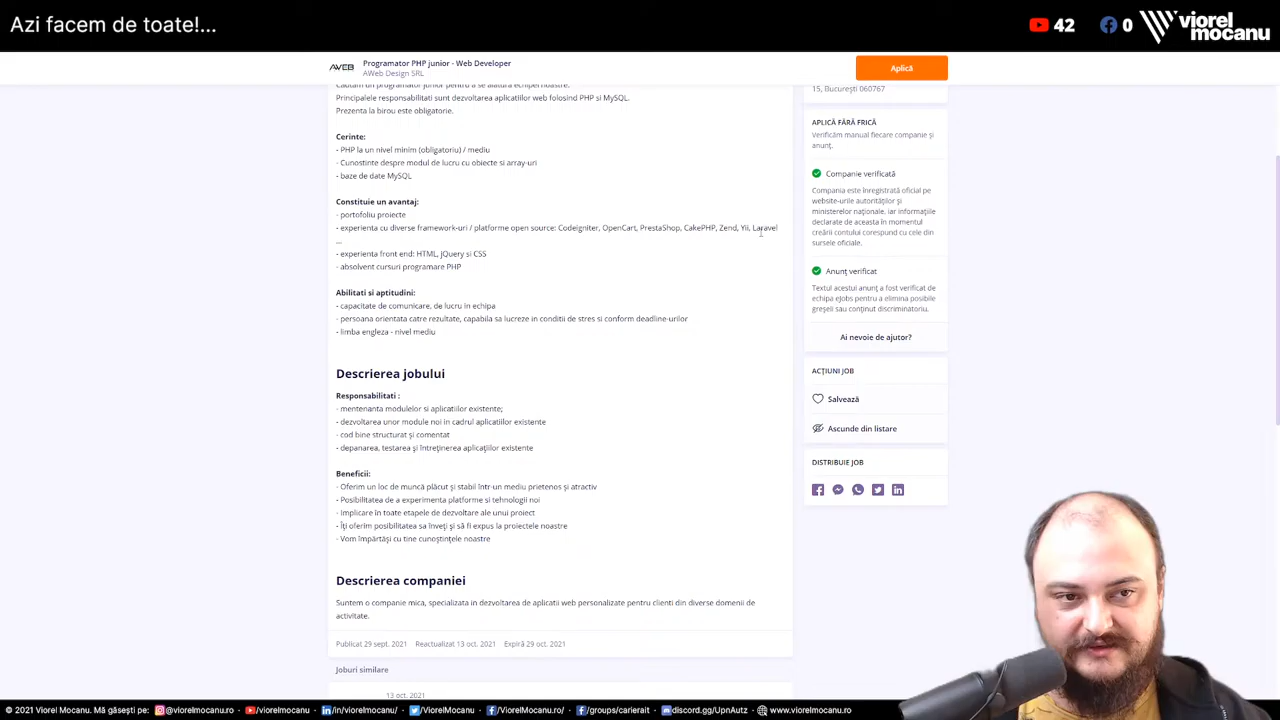 Azi facem de toate!...
42
0
viorel
mocanu
AWEB
Programator PHP junior - Web Developer
AWeb Design SRL
Aplică
Cautam un programator junior pentru a se alatura echipei noastre.
Principalele responsabilitati sunt dezvoltarea aplicatiilor web folosind PHP si MySQL.
Prezenta la birou este obligatorie.
Cerinte:
- PHP la un nivel minim (obligatoriu) / mediu
- Cunostinte despre modul de lucru cu obiecte si array-uri
- baze de date MySQL
Constituie un avantaj:
- portofoliu proiecte
- experienta cu diverse framework-uri / platforme open source: Codeigniter, OpenCart, PrestaShop, CakePHP, Zend, Yii, Laravel
...
- experienta front end: HTML, jQuery si CSS
- absolvent cursuri programare PHP
Abilitati si aptitudini:
- capacitate de comunicare, de lucru in echipa
- persoana orientata catre rezultate, capabila sa lucreze in conditii de stres si conform deadline-urilor
- limba engleza - nivel mediu
Descrierea jobului
Responsabilitati :
- mentenanta modulelor si aplicatiilor existente;
- dezvoltarea unor module noi in cadrul aplicatiilor existente
- cod bine structurat și comentat
- depanarea, testarea și întreținerea aplicațiilor existente
Beneficii:
- Oferim un loc de muncă plăcut și stabil într-un mediu prietenos și atractiv
- Posibilitatea de a experimenta platforme si tehnologii noi
- Implicare în toate etapele de dezvoltare ale unui proiect
- Îți oferim posibilitatea sa înveți și să fi expus la proiectele noastre
- Vom împărtăși cu tine cunoștințele noastre
Descrierea companiei
Suntem o companie mica, specializata in dezvoltarea de aplicatii web personalizate pentru clienti din diverse domenii de
activitate.
Publicat 29 sept. 2021 Reactualizat 13 oct. 2021 Expiră 29 oct. 2021
Joburi similare
13 oct. 2021
15, București 060767
APLICĂ FĂRĂ FRICĂ
Verificăm manual fiecare companie și
anunț.
Companie verificată
Compania este înregistrată oficial pe
website-urile autorităților și
ministerelor naționale, iar informațiile
declarate de aceasta în momentul
creării contului corespund cu cele din
sursele oficiale.
Anunț verificat
Textul acestui anunț a fost verificat de
echipa eJobs pentru a elimina posibile
greșeli sau conținut discriminatoriu.
Ai nevoie de ajutor?
ACȚIUNI JOB
Salvează
Ascunde din listare
DISTRIBUIE JOB
© 2021 Viorel Mocanu. Mă găsești pe: @viorelmocanu.ro /viorelmocanu /in/viorelmocanu/ /ViorelMocanu /ViorelMocanu.ro/ /groups/carierait /discord.gg/UpnAutz www.viorelmocanu.ro